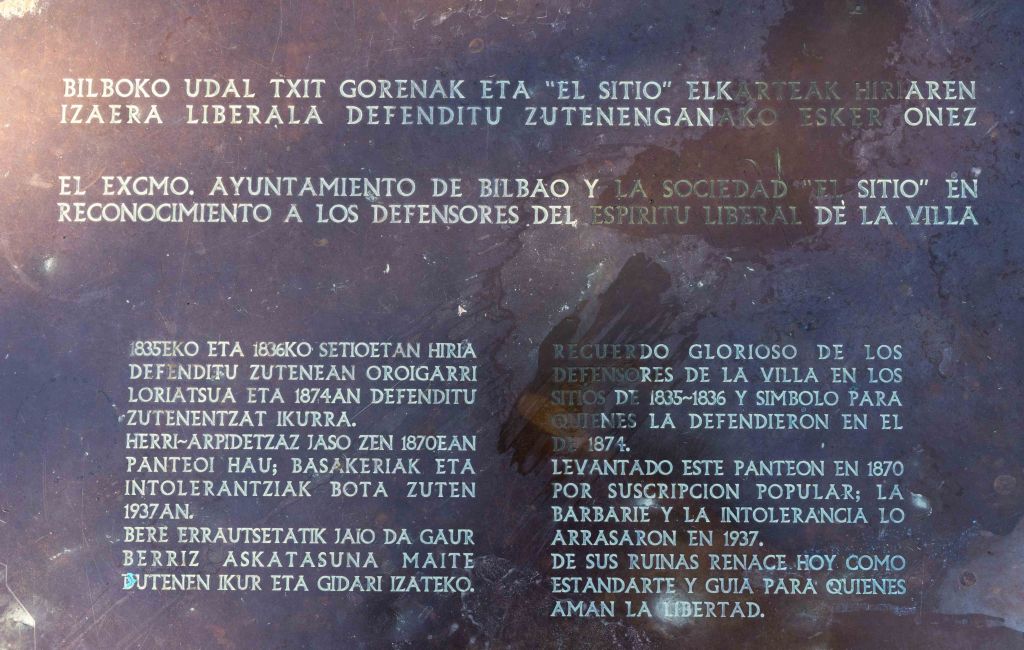 BILBOKO UDAL TXIT GORENAK ETA "EL SITIO" ELKARTEAK HIRIAREN
IZAERA LIBERALA DEFENDITU ZUTENENGANAKO ESKER ONEZ
EL EXCMO. AYUNTAMIENTO DE BILBAO Y LA SOCIEDAD "EL SITIO" EN
RECONOCIMIENTO A LOS DEFENSORES DEL ESPIRITU LIBERAL DE LA VILLA
1835EKO ETA 1836KO SETIOETAN HIRIA
DEFENDITU ZUTENEAN OROIGARRI
LORIATSUA ETA 1874AN DEFENDITU
ZUTENENTZAT IKURRA.
HERRI~ARPIDETZAZ JASO ZEN 1870EAN
PANTEOI HAU; BASAKERIAK ETA
INTOLERANTZIAK BOTA ZUTEN
1937AN.
BERE ERRAUTSETATIK JAIO DA GAUR
BERRIZ ASKATASUNA MAITE
DUTENEN IKUR ETA GIDARI IZATEKO.
RECUERDO GLORIOSO DE LOS
DEFENSORES DE LA VILLA EN LOS
SITIOS DE 1835~1836 Y SIMBOLO PARA
QUIENES LA DEFENDIERON EN EL
DE 1874.
LEVANTADO ESTE PANTEON EN 1870
POR SUSCRIPCION POPULAR; LA
BARBARIE Y LA INTOLERANCIA LO
ARRASARON EN 1937.
DE SUS RUINAS RENACE HOY COMO
ESTANDARTE Y GUIA PARA QUIENES
AMAN LA LIBERTAD.